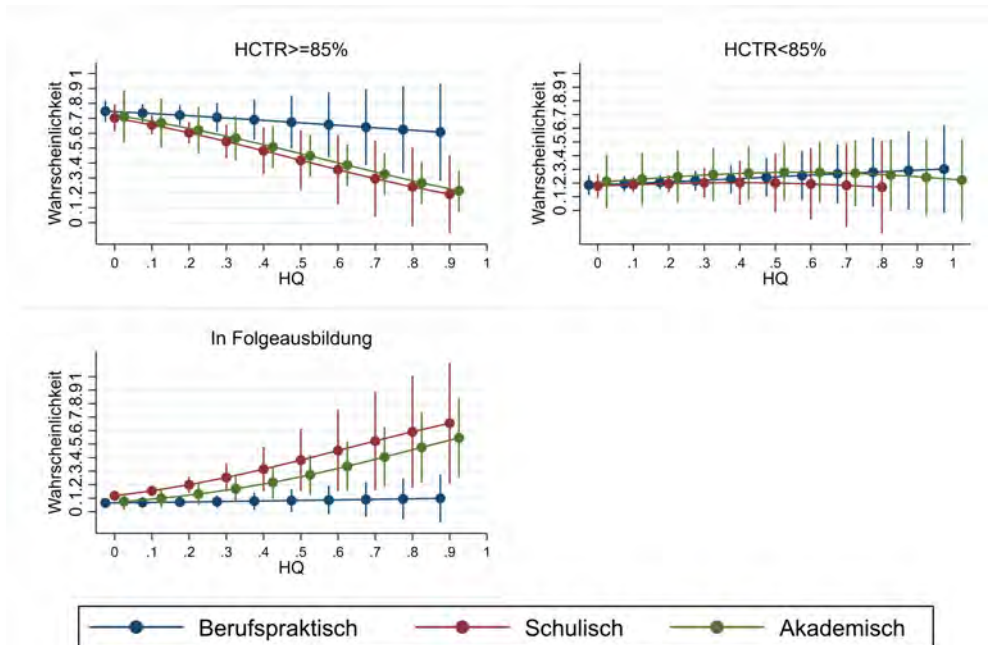 HCTR>=85%
Wahrscheinlichkeit
0.1.2.3.4.5.6.7.8.91
0 .1 .2 .3 .4 .5 .6 .7 .8 .9 1
HQ
HCTR<85%
Wahrscheinlichkeit
0.1.2.3.4.5.6.7.8.91
0 .1 .2 .3 .4 .5 .6 .7 .8 .9 1
HQ
In Folgeausbildung
Wahrscheinlichkeit
0.1.2.3.4.5.6.7.8.91
0 .1 .2 .3 .4 .5 .6 .7 .8 .9 1
HQ
Berufspraktisch Schulisch Akademisch